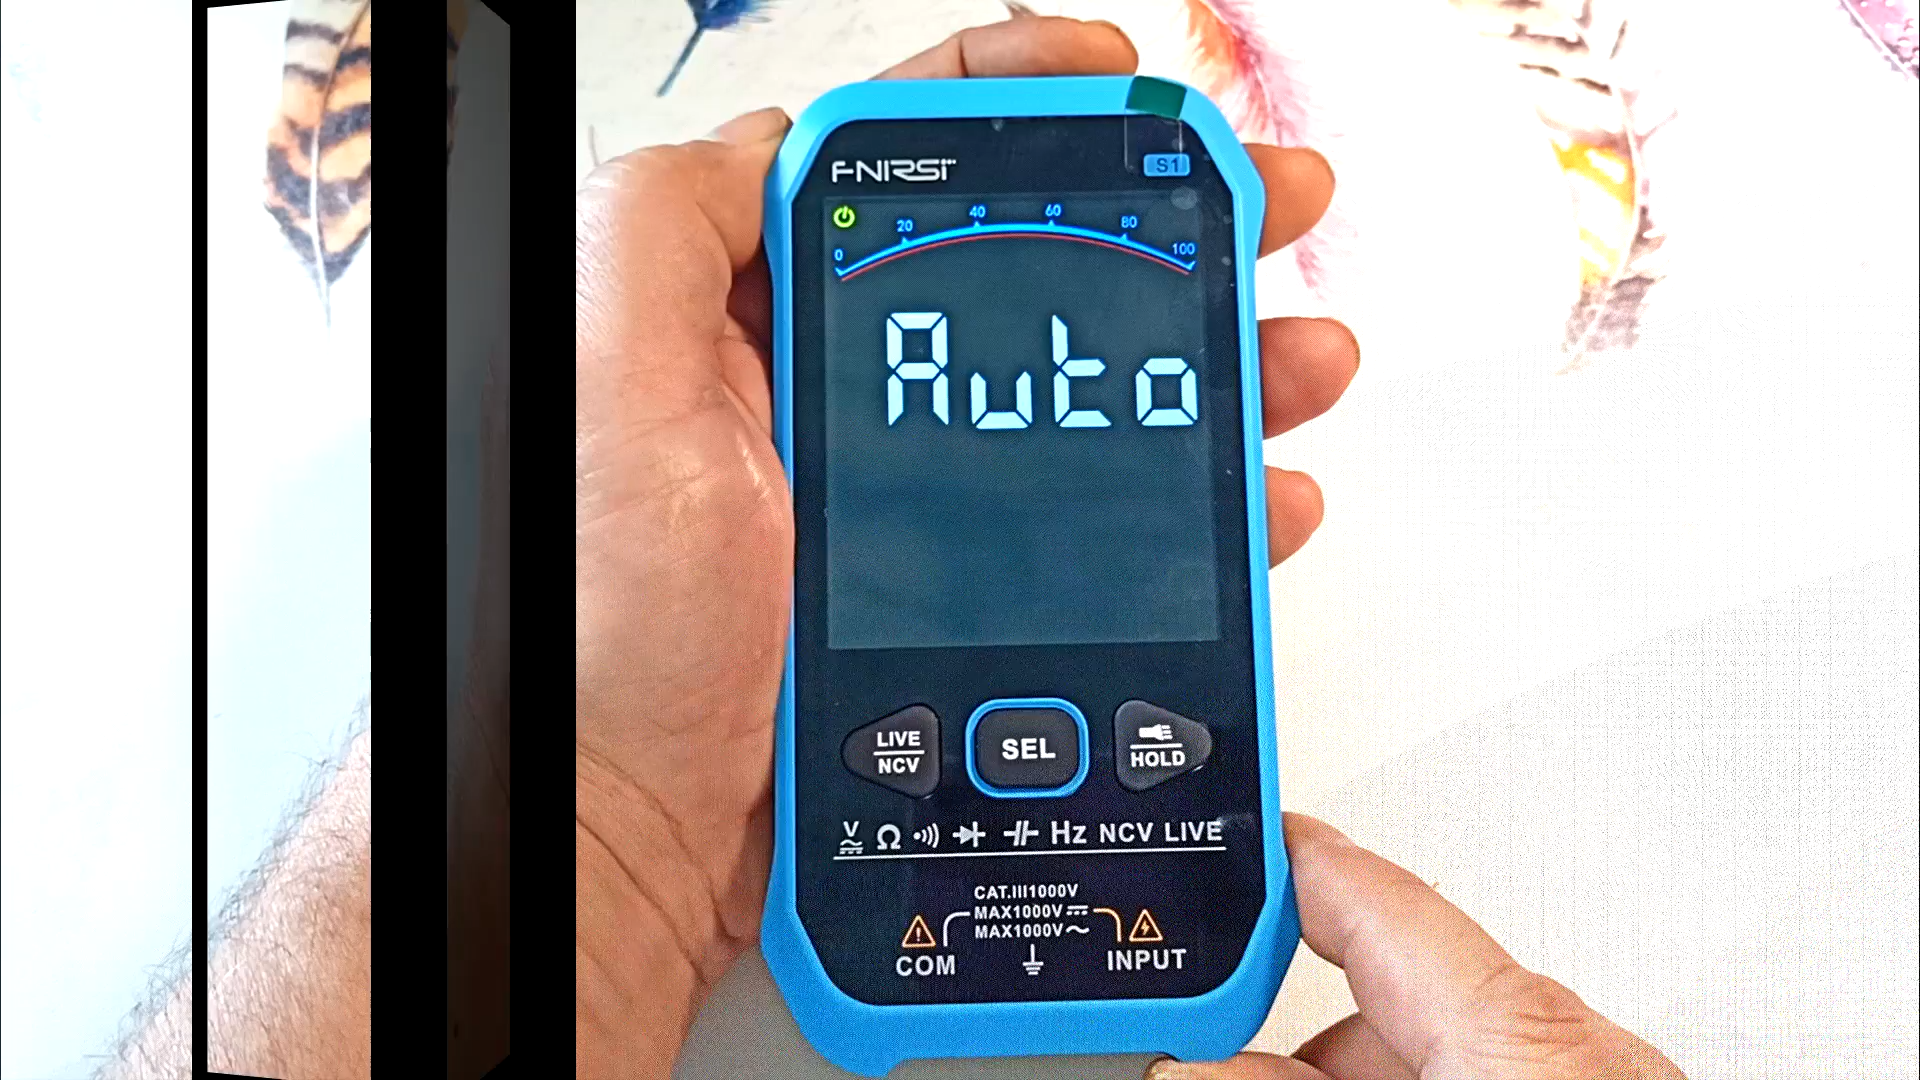 FNIRSI
S1
0 20 40 60 80 100
Auto
LIVE
NCV
SEL
HOLD
V Ω Hz NCV LIVE
CAT.III1000V
MAX1000V
MAX1000V
COM
INPUT